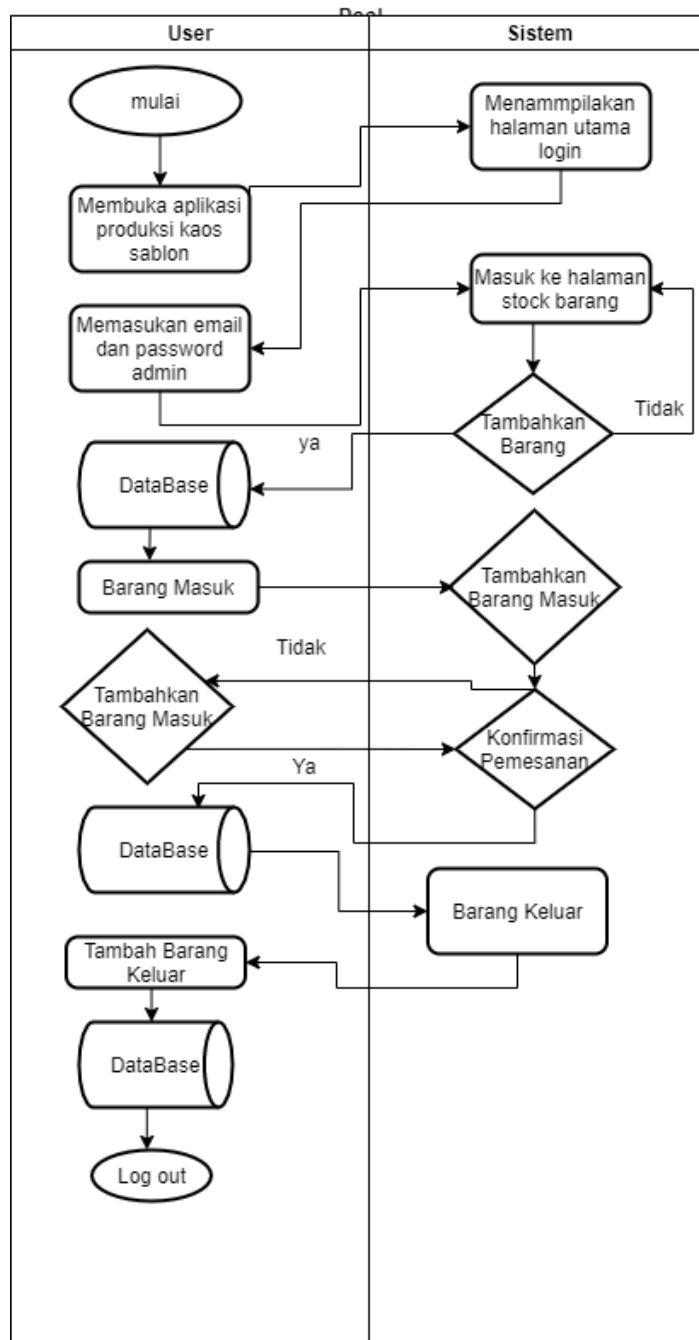 Pool
User
Sistem
mulai
Menammpilakan
halaman utama
login
Membuka aplikasi
produksi kaos
sablon
Masuk ke halaman
stock barang
Memasukan email
dan password
admin
Tambahkan
Barang
Tidak
ya
DataBase
Barang Masuk
Tambahkan
Barang Masuk
Tidak
Tambahkan
Barang Masuk
Konfirmasi
Pemesanan
Ya
DataBase
Barang Keluar
Tambah Barang
Keluar
DataBase
Log out